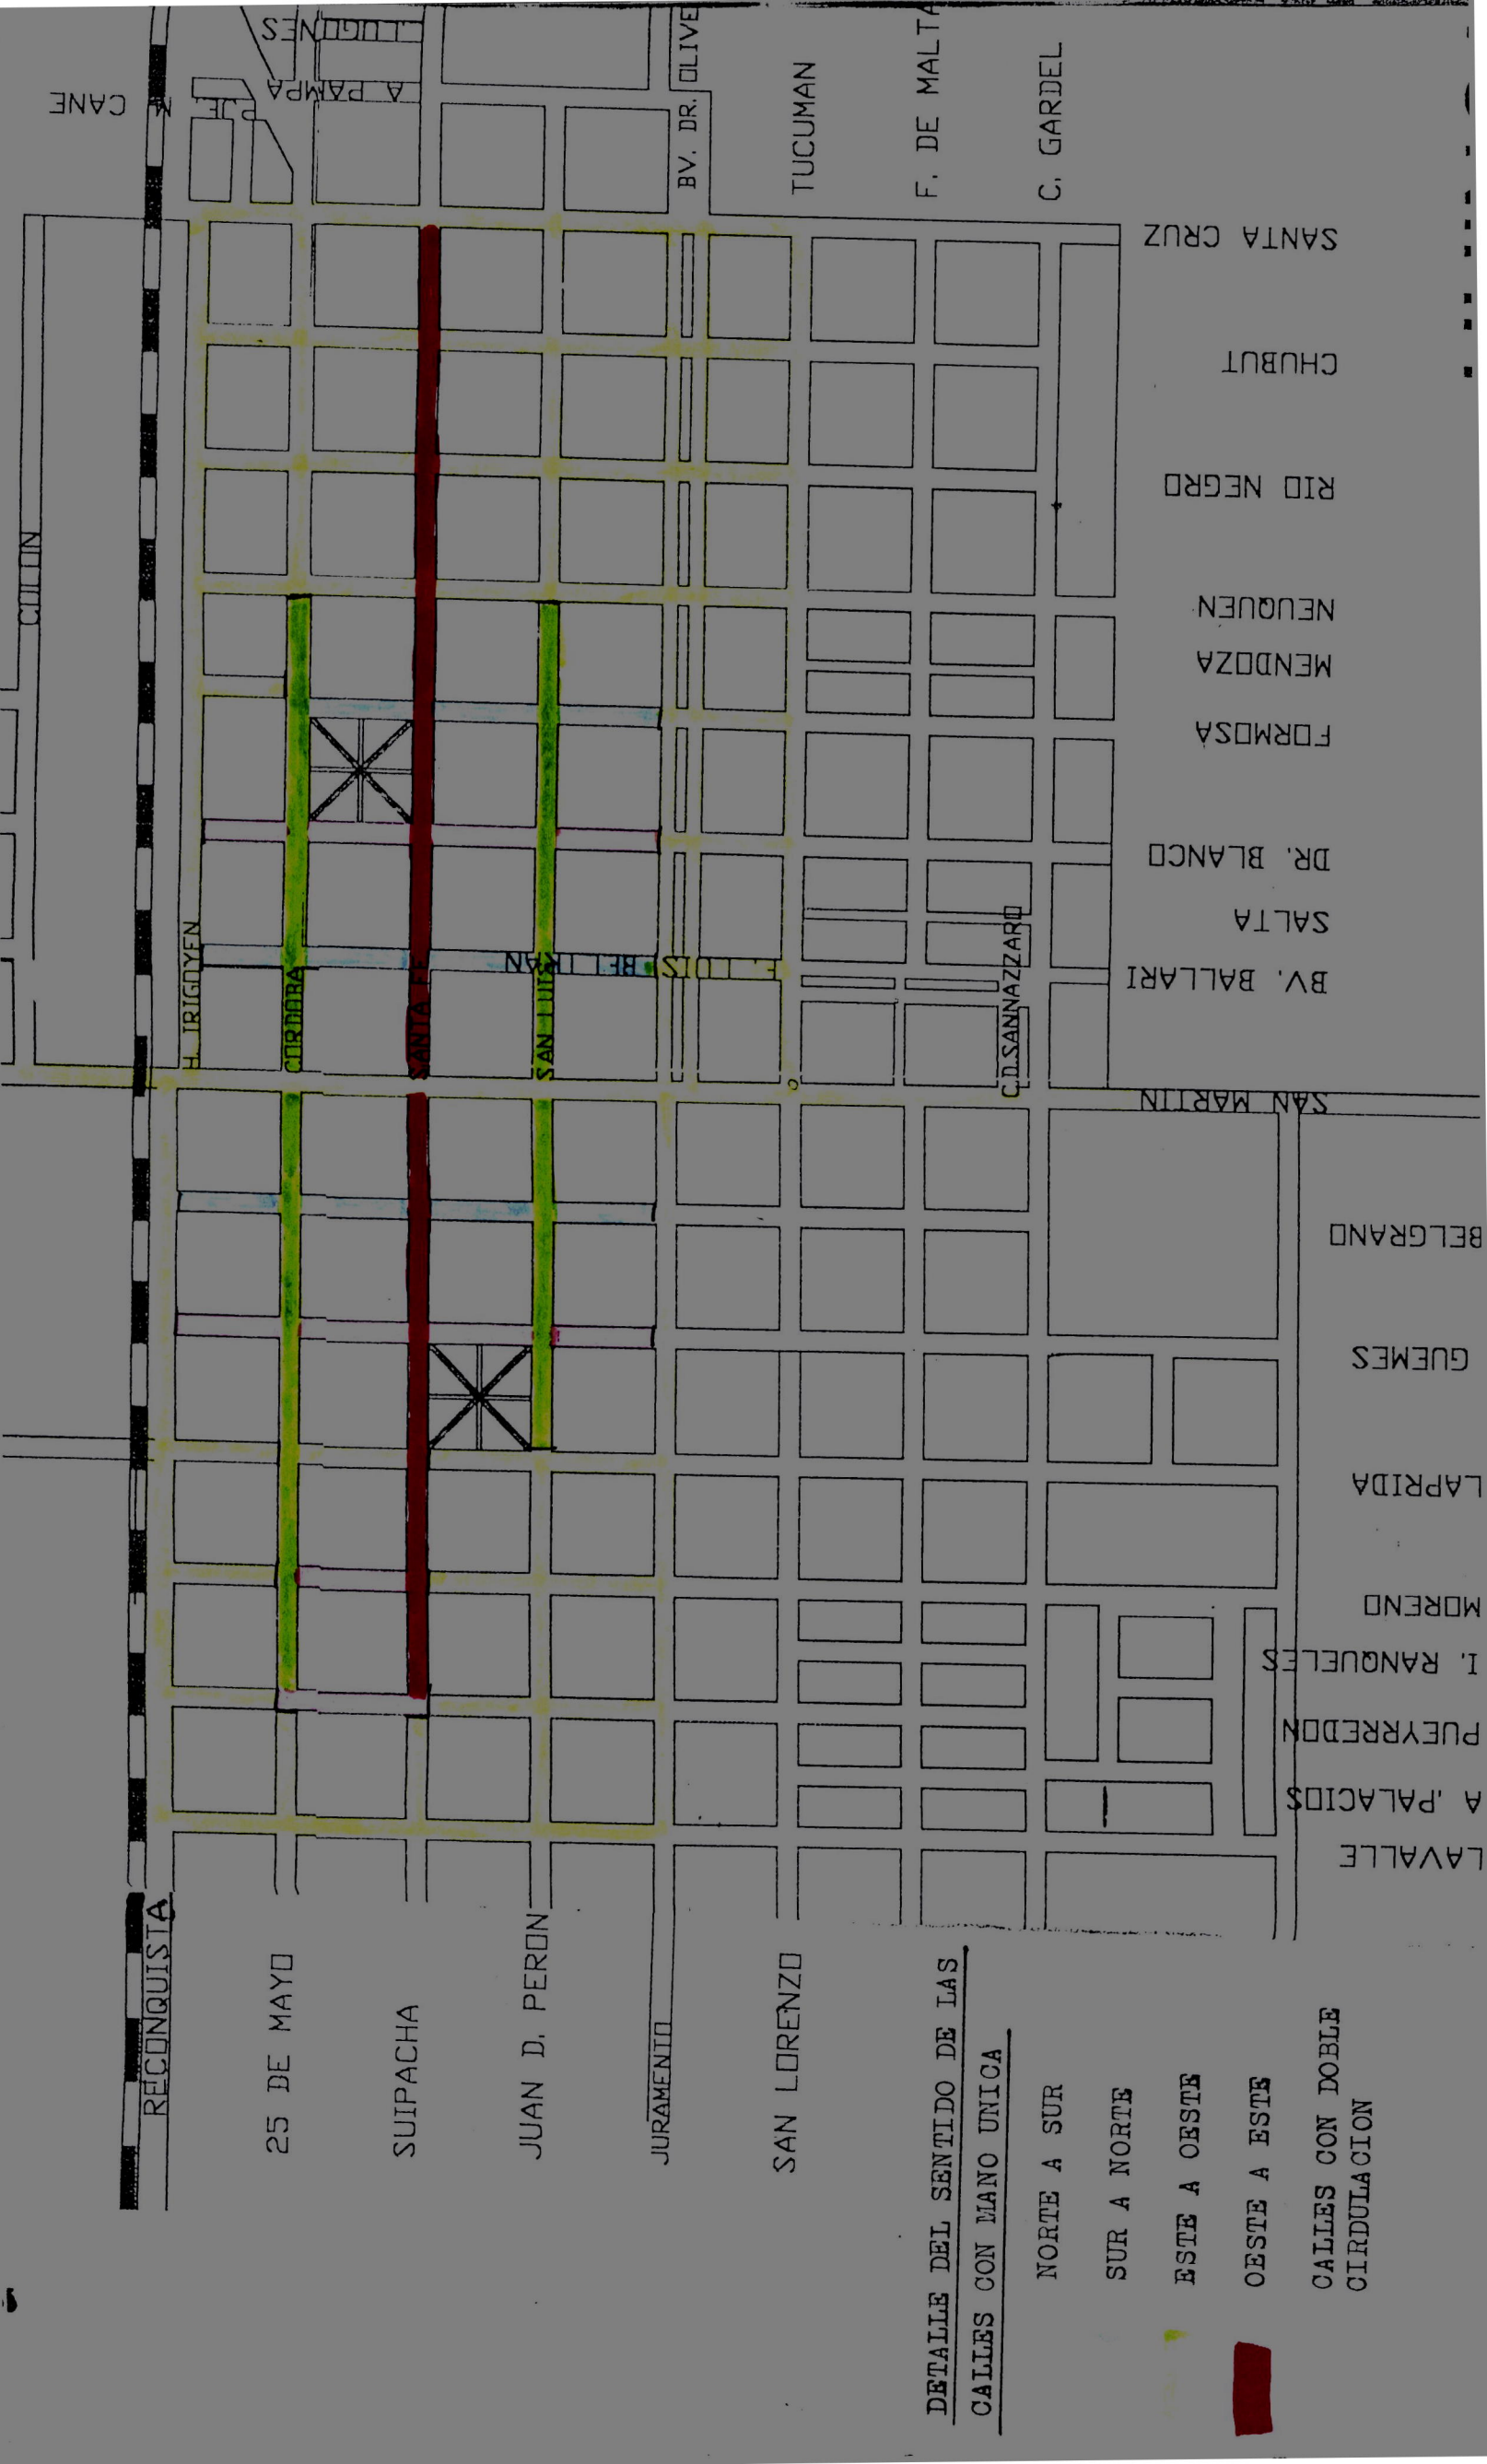 LUGONES
A PAMPA
PJE.
M CANE
COLON
BV. DR. OLIVE
TUCUMAN
F. DE MALTA
C. GARDEL
SANTA CRUZ
CHUBUT
RIO NEGRO
NEUQUEN
MENDOZA
FORMOSA
DR. BLANCO
SALTA
BV. BALLARI
H. IRIGOYEN
CORDOBA
SANTA FE
SAN LUIS
F. LUIS BELTRAN
C.D.SANNAZZARO
SAN MARTIN
BELGRANO
GUEMES
LAPRIDA
MORENO
I. RANQUELES
PUEYRREDON
A .PALACIOS
LAVALLE
RECONQUISTA
25 DE MAYO
SUIPACHA
JUAN D. PERON
JURAMENTO
SAN LORENZO
DETALLE DEL SENTIDO DE LAS
CALLES CON MANO UNICA
NORTE A SUR
SUR A NORTE
ESTE A OESTE
OESTE A ESTE
CALLES CON DOBLE
CIRDULACION